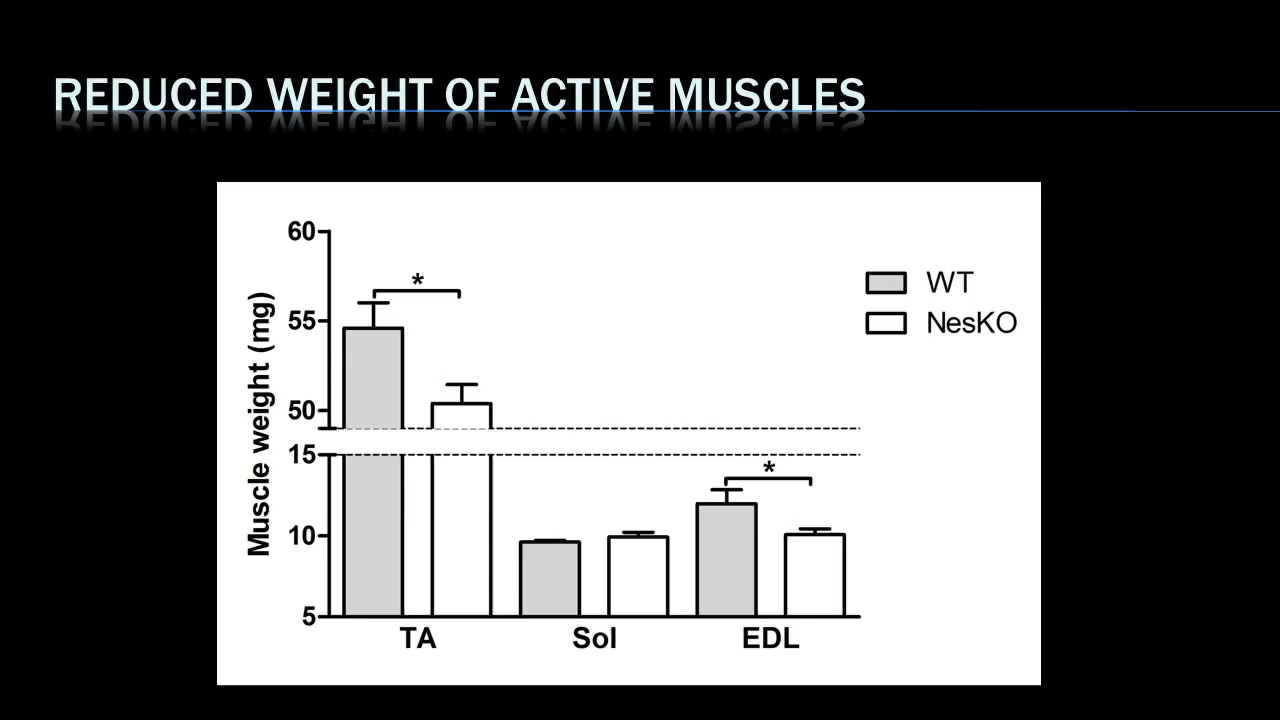 REDUCED WEIGHT OF ACTIVE MUSCLES
Muscle weight (mg)
60
55
50
15
10
5
*
*
TA
Sol
EDL
WT
NesKO